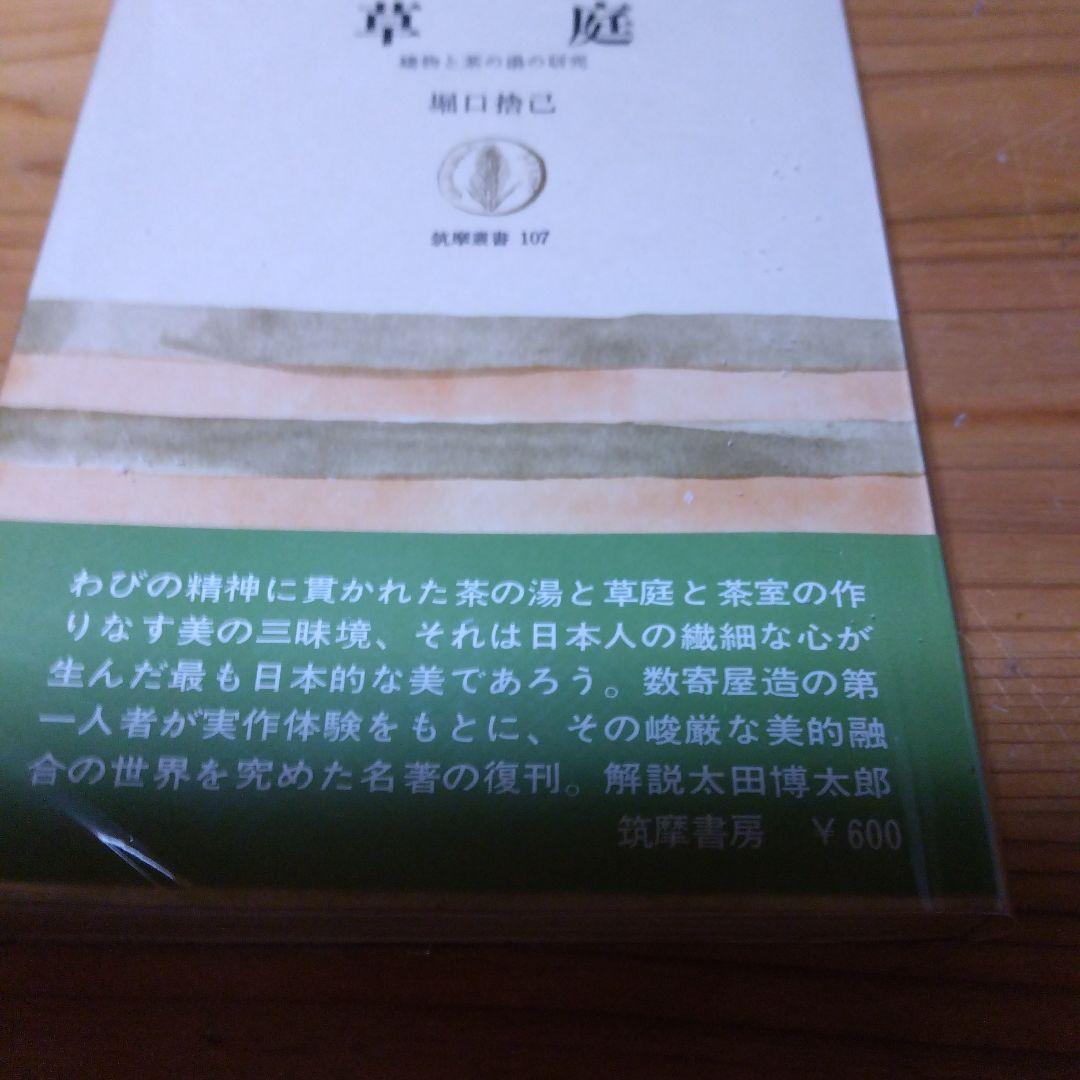 草庭
建物と茶の湯の研究
堀口捨己
筑摩叢書 107
わびの精神に貫かれた茶の湯と草庭と茶室の作
りなす美の三昧境、それは日本人の繊細な心が
生んだ最も日本的な美であろう。数寄屋造の第
一人者が実作体験をもとに、その峻厳な美的融
合の世界を究めた名著の復刊。解説太田博太郎
筑摩書房 ¥600